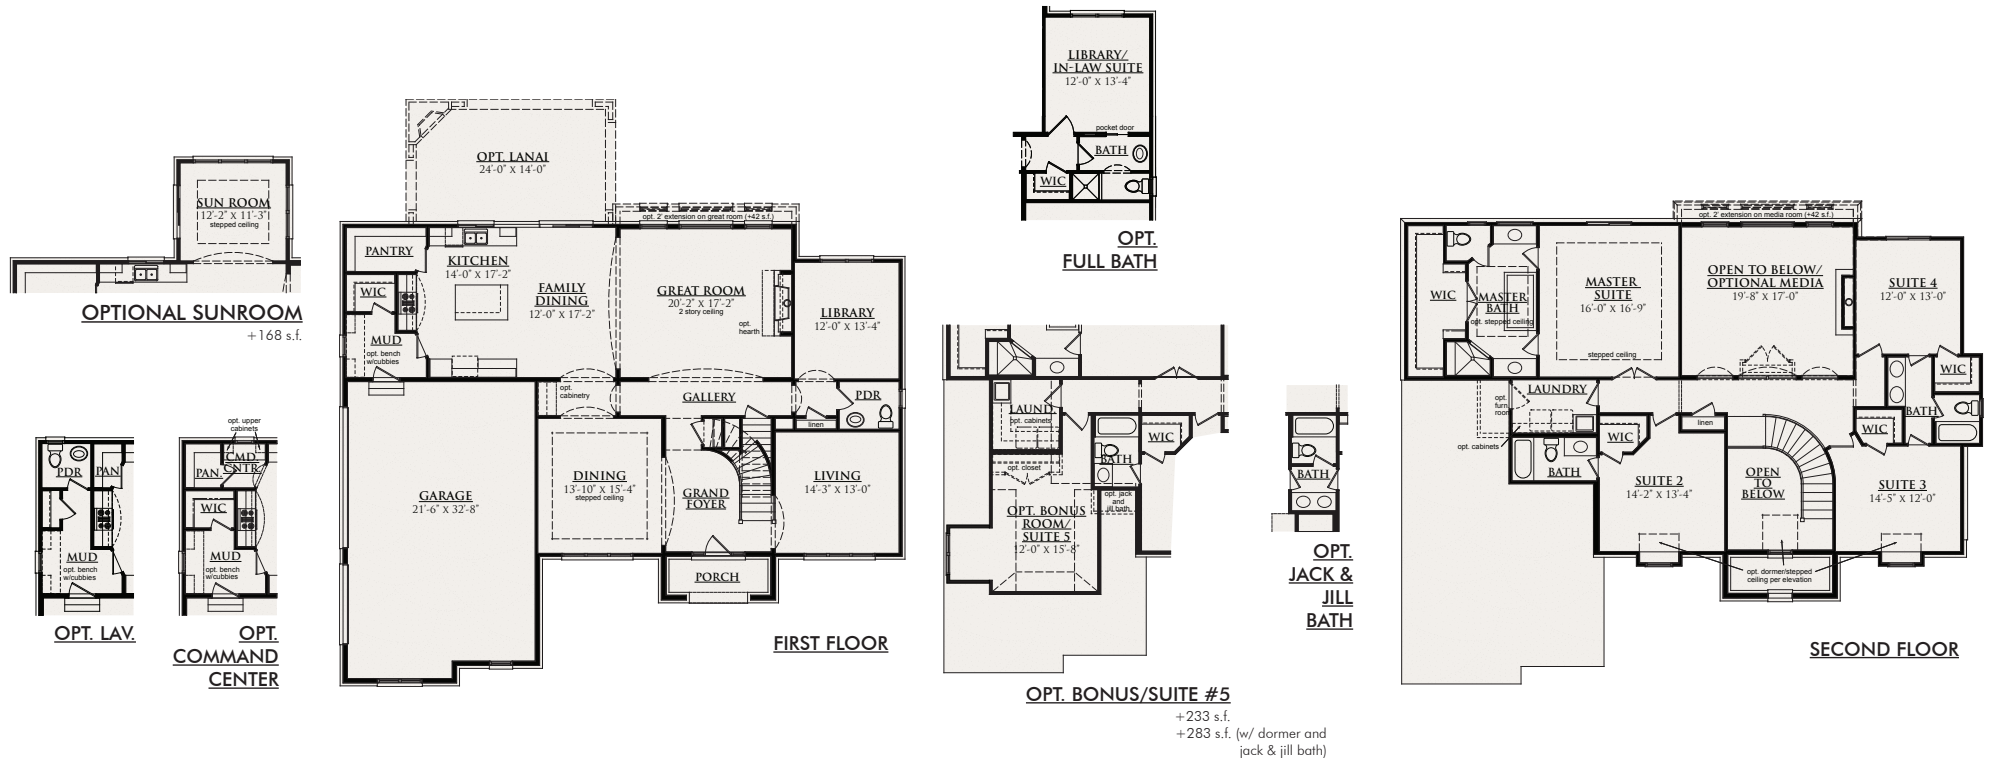 SUN ROOM
12'-2" X 11'-3"
stepped ceiling
OPTIONAL SUNROOM
+168 s.f.
PDR
PAN.
MUD
opt. bench
w/cubbies
OPT. LAV.
opt. upper
cabinets
CMD
CNTR.
PAN.
WIC
MUD
opt. bench
w/cubbies
OPT.
COMMAND
CENTER
OPT. LANAI
24'-0" X 14'-0"
opt. 2' extension on great room (+42 s.f.)
PANTRY
KITCHEN
14'-0" X 17'-2"
WIC
FAMILY
DINING
12'-0" X 17'-2"
GREAT ROOM
20'-2" X 17'-2"
2 story ceiling
opt.
hearth
LIBRARY
12'-0" X 13'-4"
MUD
opt. bench
w/cubbies
opt.
cabinetry
GALLERY
PDR
linen
GARAGE
21'-6" X 32'-8"
DINING
13'-10" X 15'-4"
stepped ceiling
GRAND
FOYER
LIVING
14'-3" X 13'-0"
PORCH
FIRST FLOOR
LIBRARY/
IN-LAW SUITE
12'-0" X 13'-4"
pocket door
BATH
WIC
OPT.
FULL BATH
LAUND.
opt. cabinets
WIC
BATH
opt. closet
opt. jack
and
jill bath
OPT. BONUS
ROOM/
SUITE 5
12'-0" X 15'-8"
OPT. BONUS/SUITE #5
+233 s.f.
+283 s.f. (w/ dormer and
jack & jill bath)
BATH
OPT.
JACK &
JILL
BATH
opt. 2' extension on media room (+42 s.f.)
WIC
MASTER
BATH
opt. stepped ceiling
MASTER
SUITE
16'-0" X 16'-9"
stepped ceiling
OPEN TO BELOW/
OPTIONAL MEDIA
19'-8" X 17'-0"
SUITE 4
12'-0" X 13'-0"
WIC
LAUNDRY
opt.
furn.
room
opt. cabinets
linen
BATH
WIC
WIC
BATH
SUITE 2
14'-2" X 13'-4"
OPEN
TO
BELOW
SUITE 3
14'-5" X 12'-0"
opt. dormer/stepped
ceiling per elevation
SECOND FLOOR